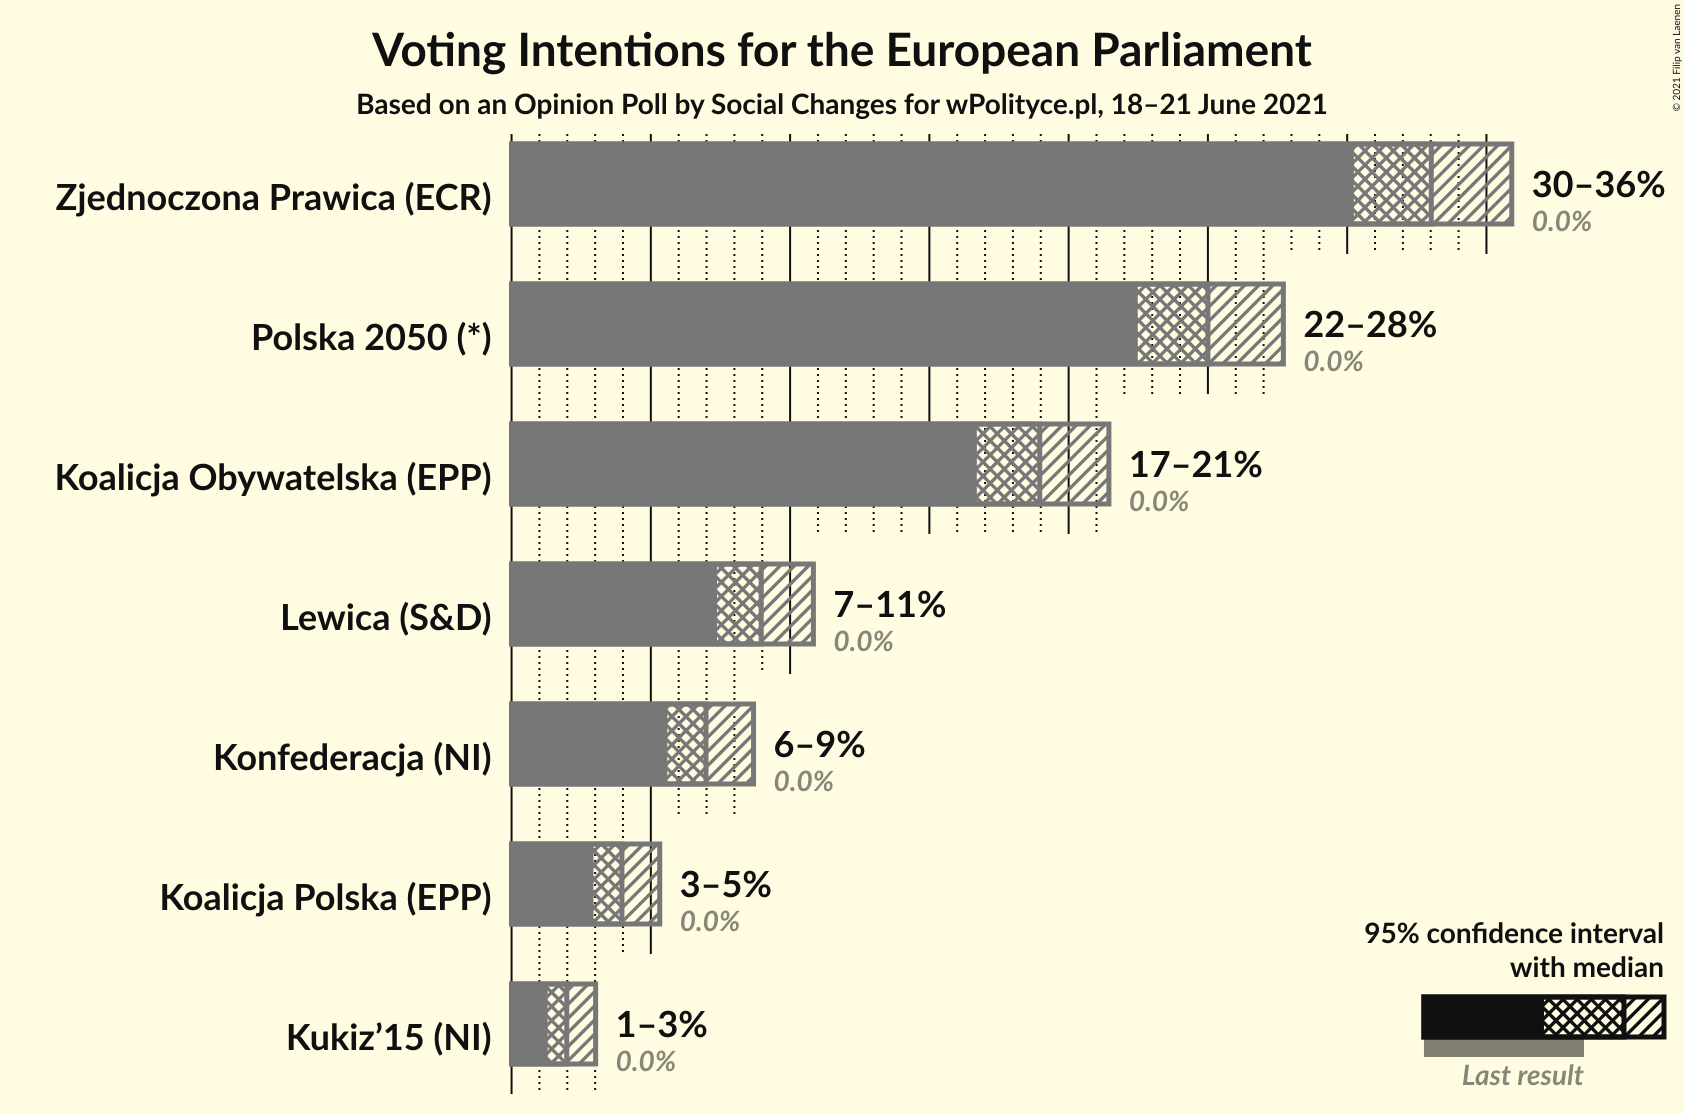 Voting Intentions for the European Parliament
Based on an Opinion Poll by Social Changes for wPolityce.pl, 18–21 June 2021
© 2021 Filip van Laenen
Zjednoczona Prawica (ECR)
30–36%
0.0%
Polska 2050 (*)
22–28%
0.0%
Koalicja Obywatelska (EPP)
17–21%
0.0%
Lewica (S&D)
7–11%
0.0%
Konfederacja (NI)
6–9%
0.0%
Koalicja Polska (EPP)
3–5%
0.0%
Kukiz’15 (NI)
1–3%
0.0%
95% confidence interval
with median
Last result